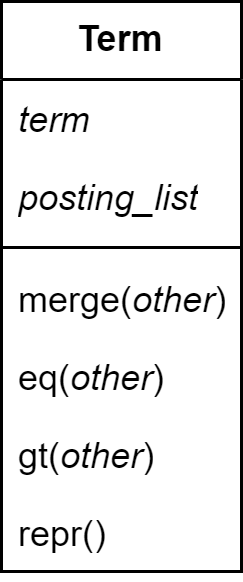 Term
term
posting_list
merge(other)
eq(other)
gt(other)
repr()